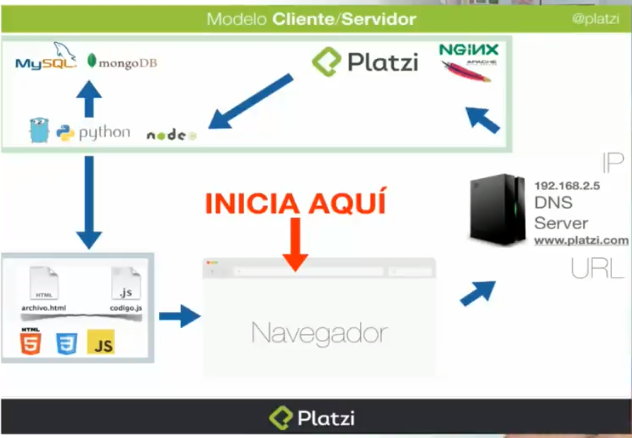 Modelo Cliente/Servidor
@platzi
MySQL
mongoDB
Platzi
NGINX
APACHE
python
node
INICIA AQUÍ
IP
192.168.2.5
DNS
Server
www.platzi.com
URL
HTML
.js
archivo.html
codigo.js
HTML
5
3
JS
Navegador
Platzi